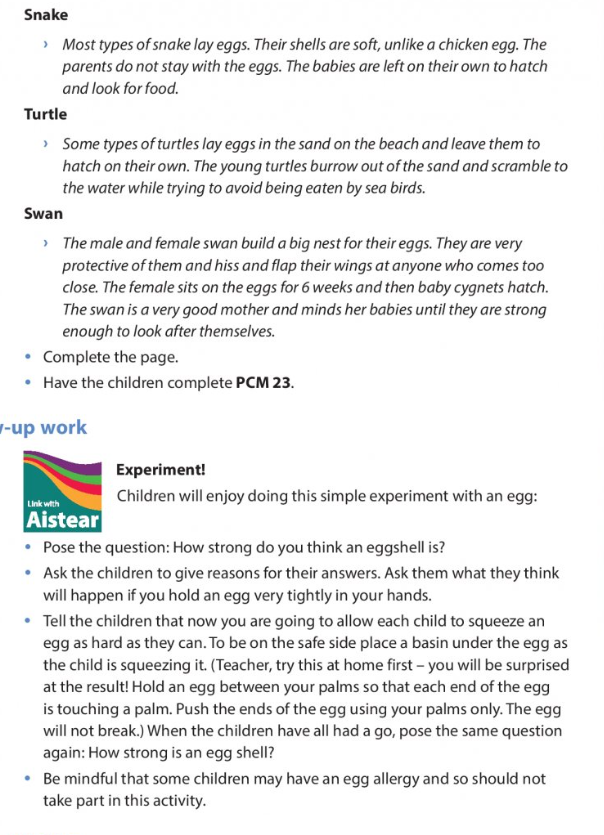 Snake
› Most types of snake lay eggs. Their shells are soft, unlike a chicken egg. The
parents do not stay with the eggs. The babies are left on their own to hatch
and look for food.
Turtle
› Some types of turtles lay eggs in the sand on the beach and leave them to
hatch on their own. The young turtles burrow out of the sand and scramble to
the water while trying to avoid being eaten by sea birds.
Swan
› The male and female swan build a big nest for their eggs. They are very
protective of them and hiss and flap their wings at anyone who comes too
close. The female sits on the eggs for 6 weeks and then baby cygnets hatch.
The swan is a very good mother and minds her babies until they are strong
enough to look after themselves.
• Complete the page.
• Have the children complete PCM 23.
-up work
Experiment!
Children will enjoy doing this simple experiment with an egg:
Link with
Aistear
• Pose the question: How strong do you think an eggshell is?
• Ask the children to give reasons for their answers. Ask them what they think
will happen if you hold an egg very tightly in your hands.
• Tell the children that now you are going to allow each child to squeeze an
egg as hard as they can. To be on the safe side place a basin under the egg as
the child is squeezing it. (Teacher, try this at home first – you will be surprised
at the result! Hold an egg between your palms so that each end of the egg
is touching a palm. Push the ends of the egg using your palms only. The egg
will not break.) When the children have all had a go, pose the same question
again: How strong is an egg shell?
• Be mindful that some children may have an egg allergy and so should not
take part in this activity.